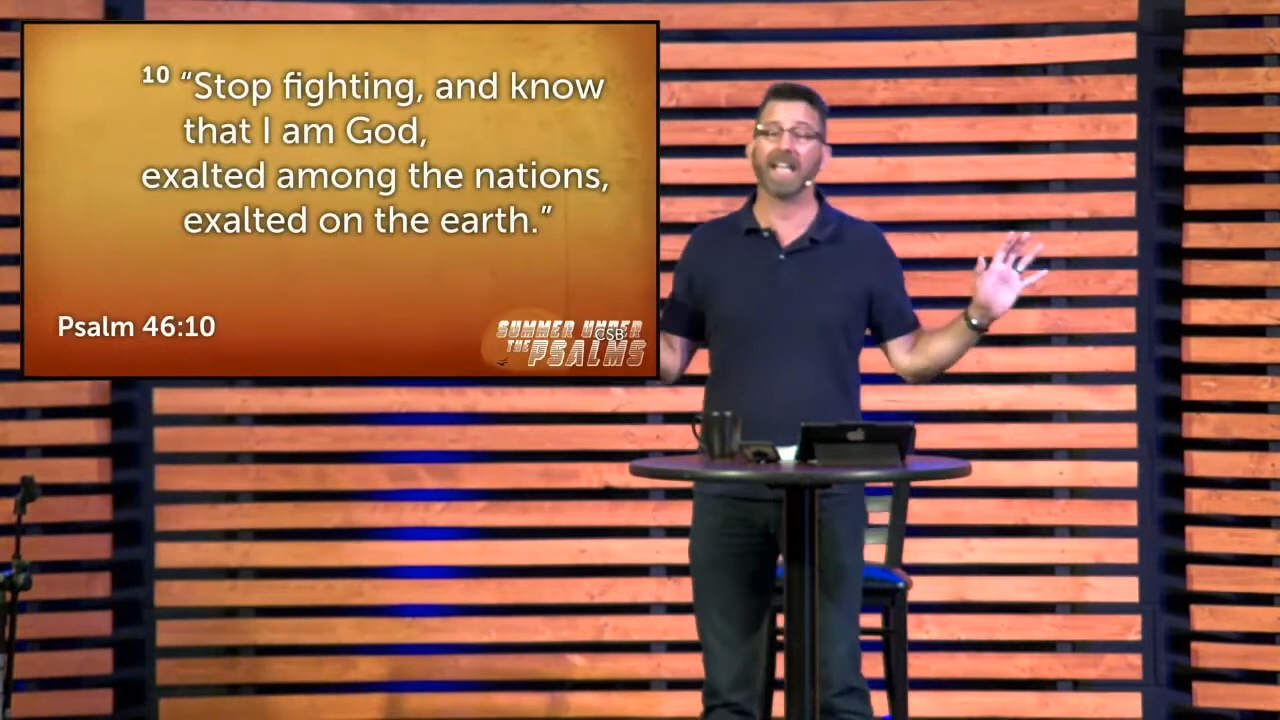 10 “Stop fighting, and know
that I am God,
exalted among the nations,
exalted on the earth.”
Psalm 46:10
CSB
SUMMER UNDER
THE PSALMS